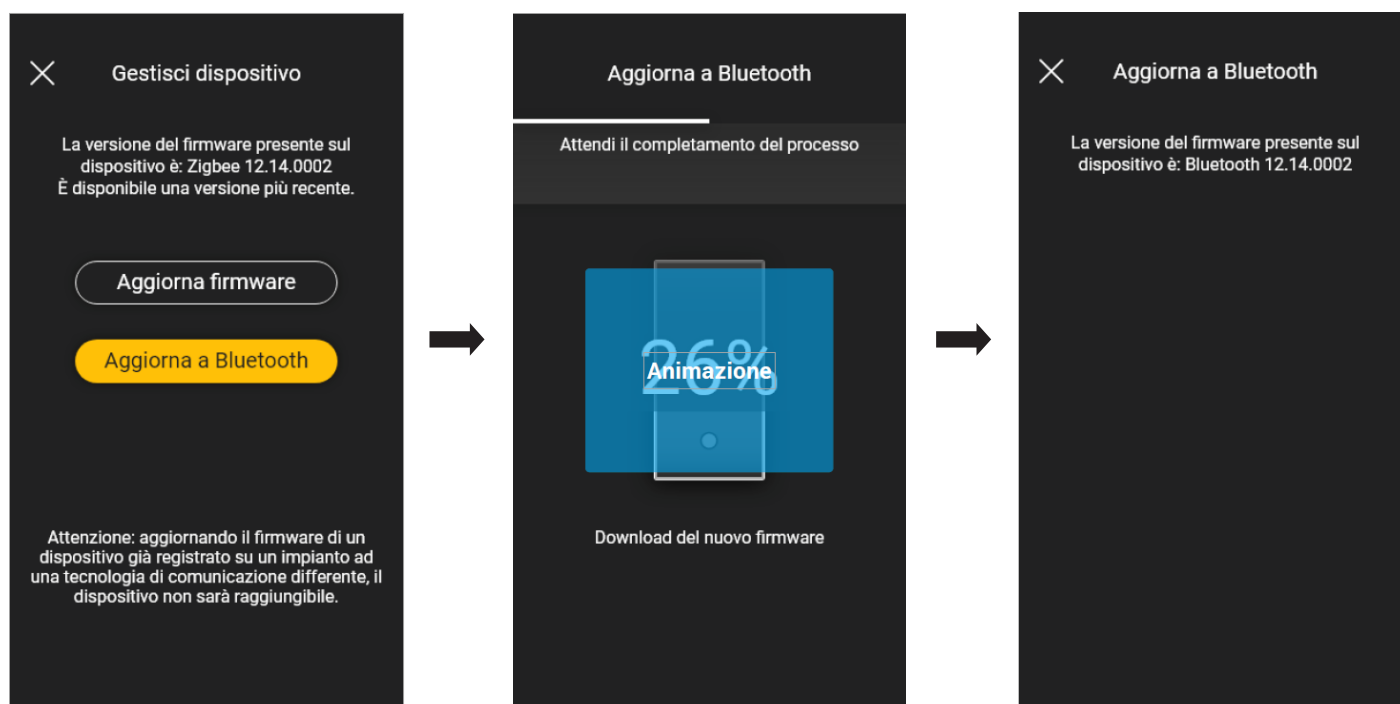 Gestisci dispositivo
La versione del firmware presente sul
dispositivo è: Zigbee 12.14.0002
È disponibile una versione più recente.
Aggiorna firmware
Aggiorna a Bluetooth
Attenzione: aggiornando il firmware di un
dispositivo già registrato su un impianto ad
una tecnologia di comunicazione differente, il
dispositivo non sarà raggiungibile.
Aggiorna a Bluetooth
Attendi il completamento del processo
26%
Animazione
Download del nuovo firmware
Aggiorna a Bluetooth
La versione del firmware presente sul
dispositivo è: Bluetooth 12.14.0002